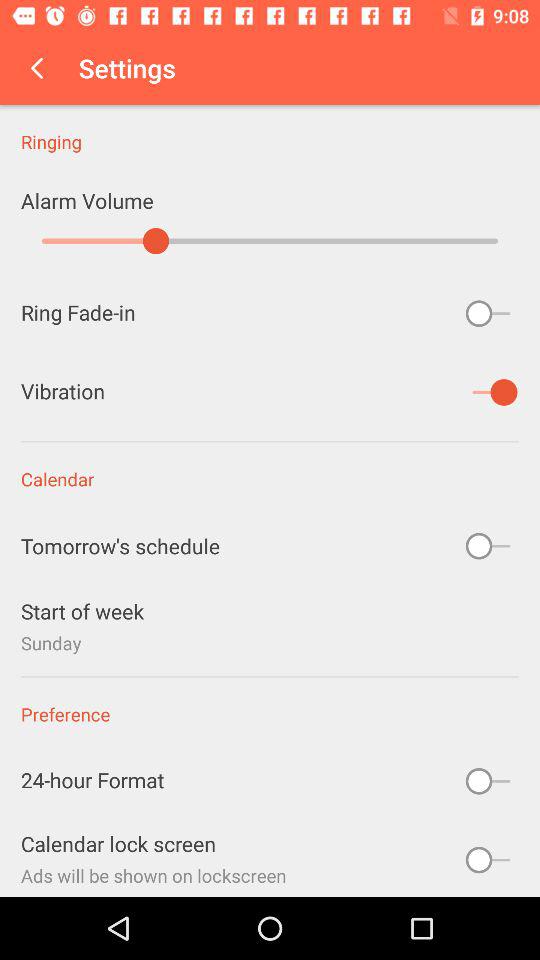 9:08
Settings
Ringing
Alarm Volume
Ring Fade-in
Vibration
Calendar
Tomorrow's schedule
Start of week
Sunday
Preference
24-hour Format
Calendar lock screen
Ads will be shown on lockscreen